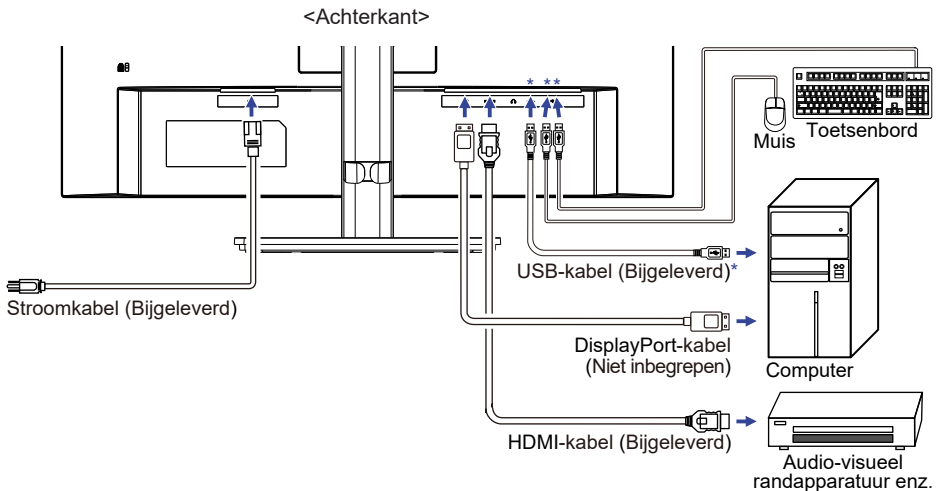 <Achterkant>
* **
Muis
Toetsenbord
USB-kabel (Bijgeleverd)*
Stroomkabel (Bijgeleverd)
DisplayPort-kabel
(Niet inbegrepen)
Computer
HDMI-kabel (Bijgeleverd)
Audio-visueel
randapparatuur enz.